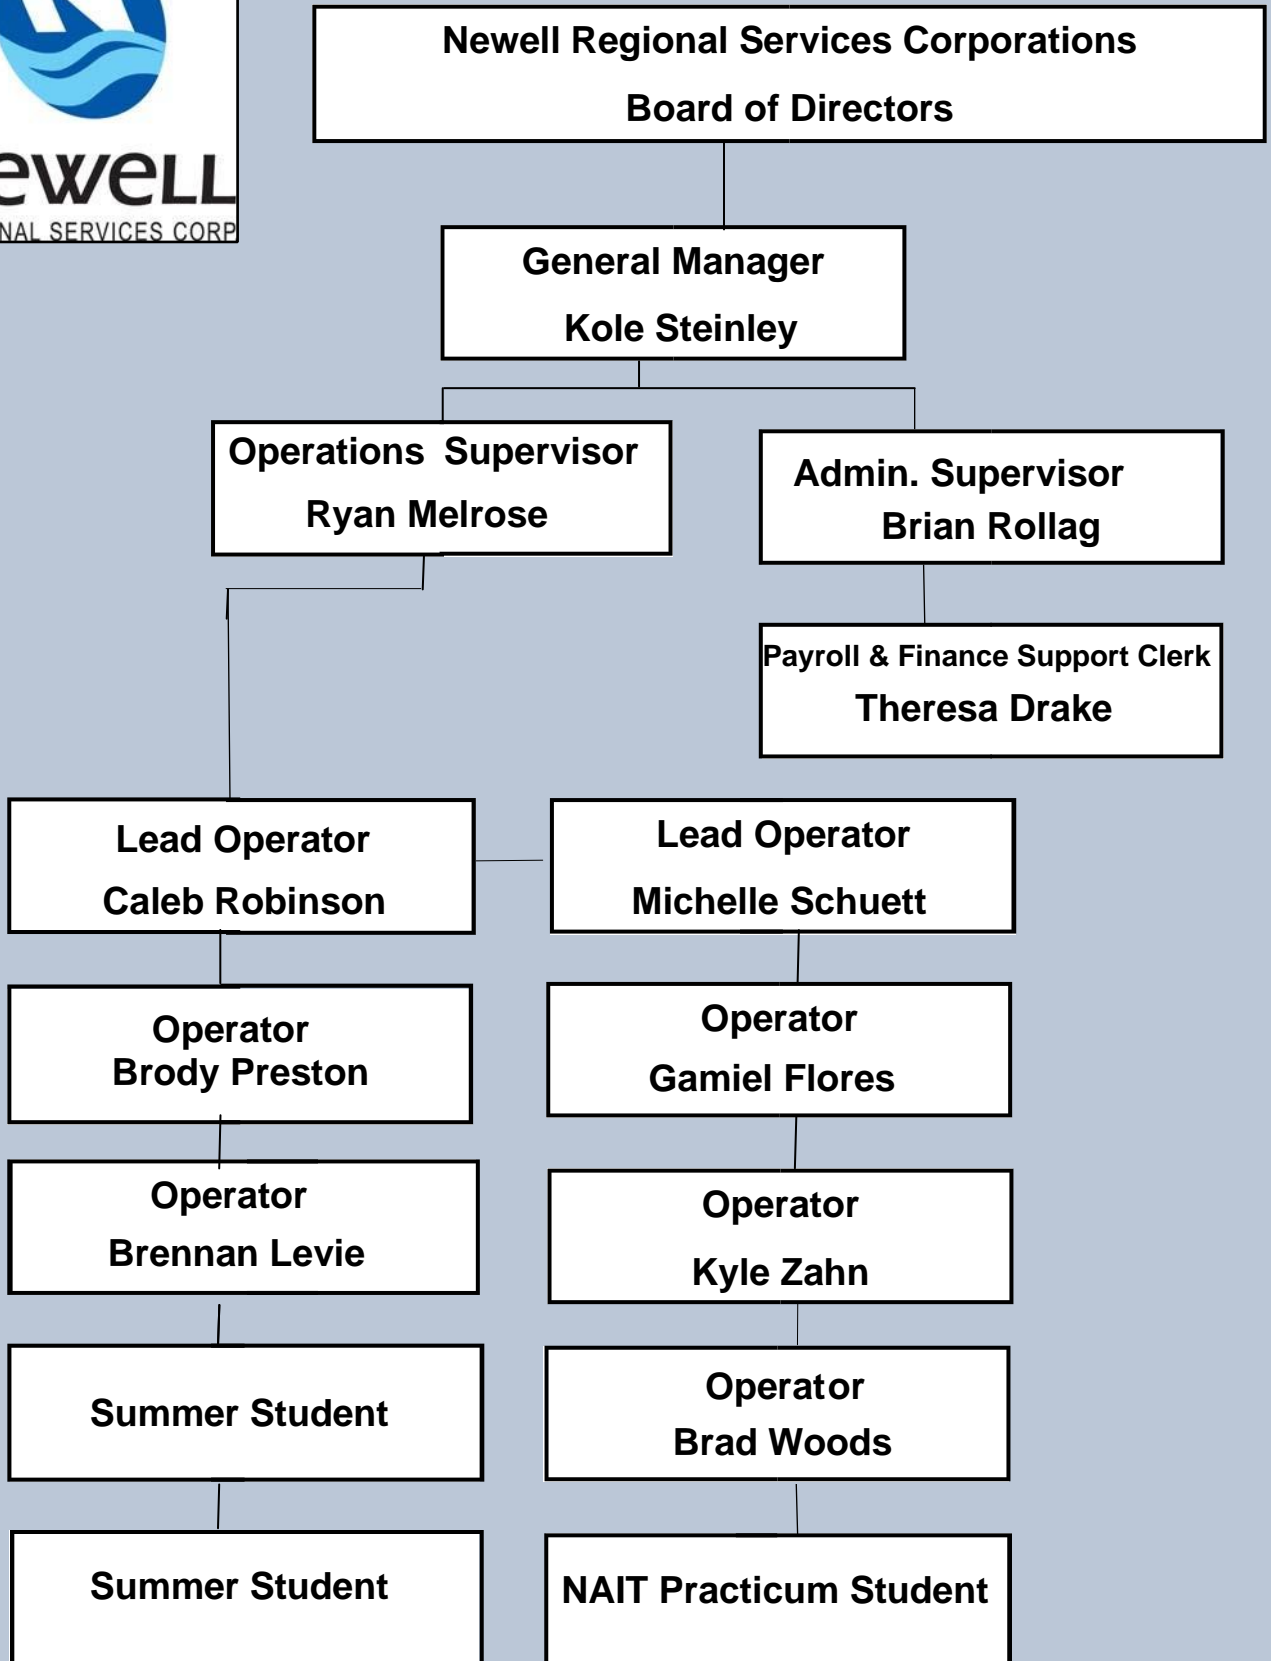 ewell
NAL SERVICES CORP
Newell Regional Services Corporations
Board of Directors
General Manager
Kole Steinley
Operations Supervisor
Ryan Melrose
Admin. Supervisor
Brian Rollag
Payroll & Finance Support Clerk
Theresa Drake
Lead Operator
Caleb Robinson
Lead Operator
Michelle Schuett
Operator
Brody Preston
Operator
Gamiel Flores
Operator
Brennan Levie
Operator
Kyle Zahn
Summer Student
Operator
Brad Woods
Summer Student
NAIT Practicum Student